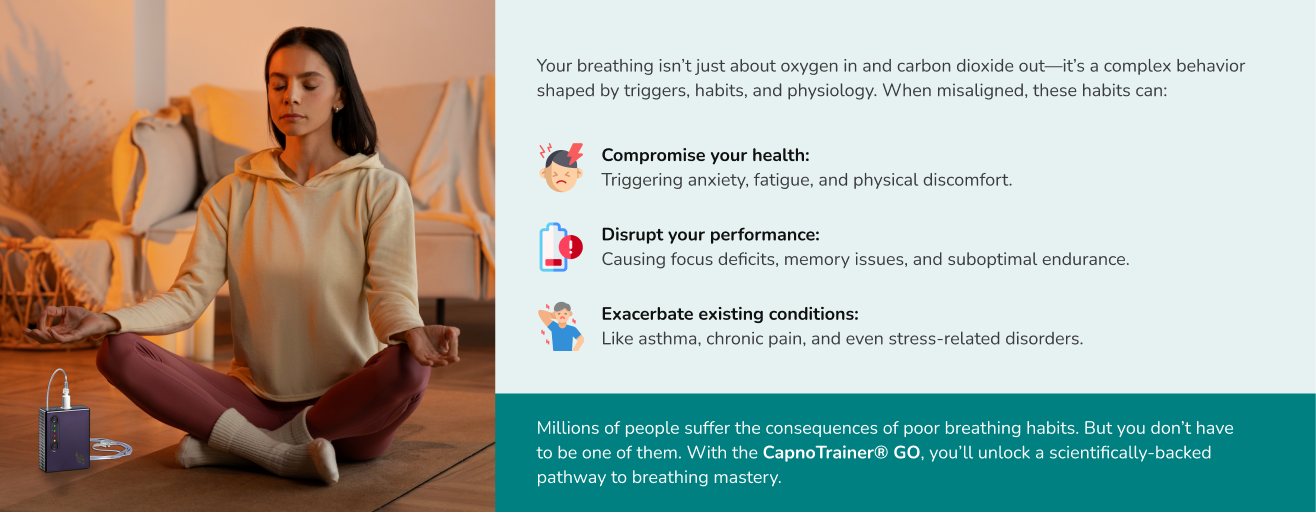 Your breathing isn't just about oxygen in and carbon dioxide out—it's a complex behavior
shaped by triggers, habits, and physiology. When misaligned, these habits can:
Compromise your health:
Triggering anxiety, fatigue, and physical discomfort.
Disrupt your performance:
Causing focus deficits, memory issues, and suboptimal endurance.
Exacerbate existing conditions:
Like asthma, chronic pain, and even stress-related disorders.
Millions of people suffer the consequences of poor breathing habits. But you don't have
to be one of them. With the CapnoTrainer® GO, you'll unlock a scientifically-backed
pathway to breathing mastery.